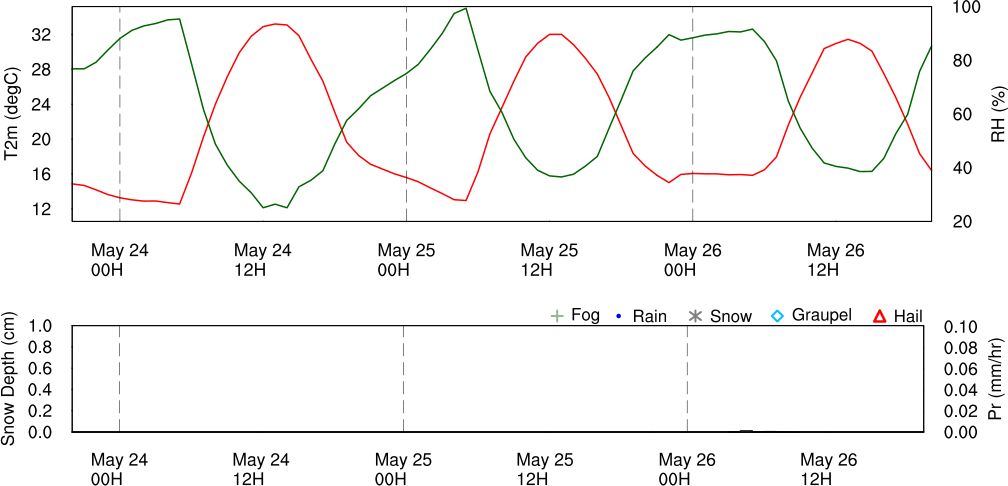 T2m (degC)
32
28
24
20
16
12
100
80
60
40
20
RH (%)
May 24 May 24 May 25 May 25 May 26 May 26
00H 12H 00H 12H 00H 12H
Fog Rain Snow Graupel Hail
Snow Depth (cm)
1.0
0.8
0.6
0.4
0.2
0.0
0.10
0.08
0.06
0.04
0.02
0.00
Pr (mm/hr)
May 24 May 24 May 25 May 25 May 26 May 26
00H 12H 00H 12H 00H 12H